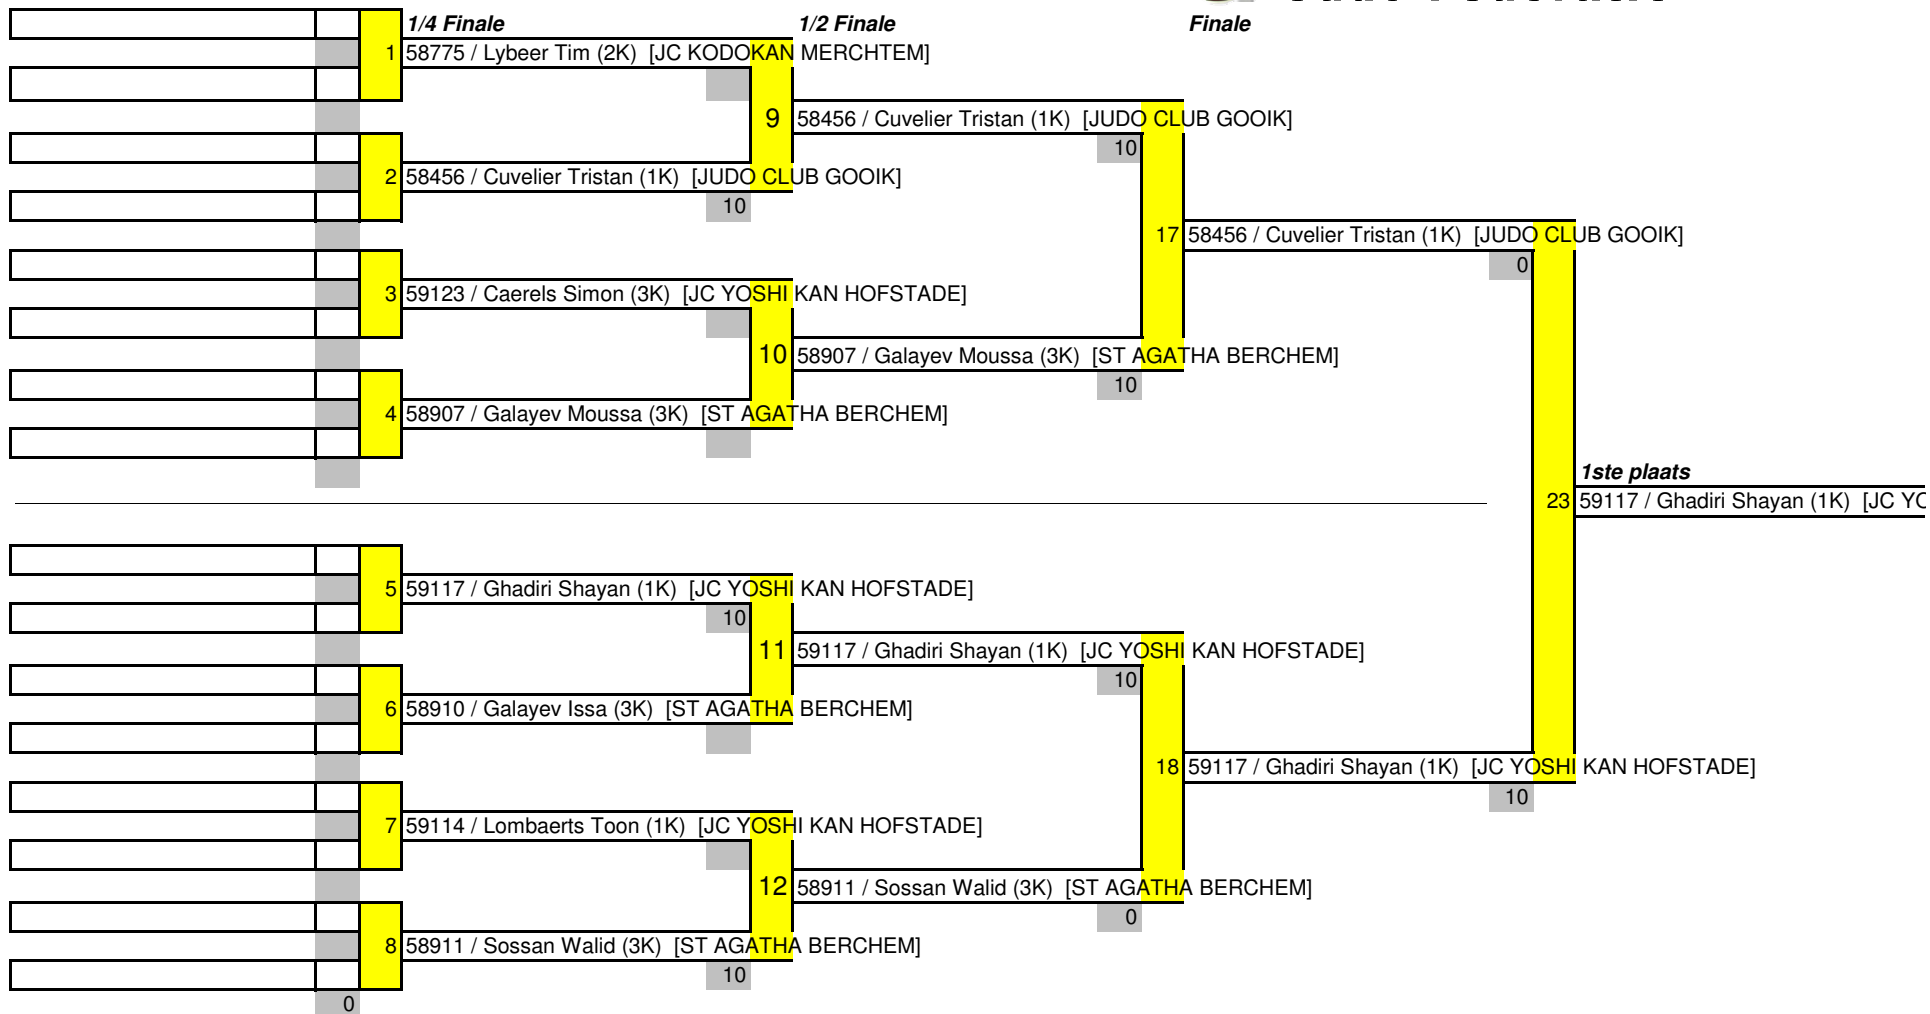 1/4 Finale 1/2 Finale Finale
1 58775 / Lybeer Tim (2K) [JC KODOKAN MERCHTEM]
9 58456 / Cuvelier Tristan (1K) [JUDO CLUB GOOIK]
10
2 58456 / Cuvelier Tristan (1K) [JUDO CLUB GOOIK]
10
17 58456 / Cuvelier Tristan (1K) [JUDO CLUB GOOIK]
0
3 59123 / Caerels Simon (3K) [JC YOSHI KAN HOFSTADE]
10 58907 / Galayev Moussa (3K) [ST AGATHA BERCHEM]
10
4 58907 / Galayev Moussa (3K) [ST AGATHA BERCHEM]
1ste plaats
23 59117 / Ghadiri Shayan (1K) [JC YO
5 59117 / Ghadiri Shayan (1K) [JC YOSHI KAN HOFSTADE]
10
11 59117 / Ghadiri Shayan (1K) [JC YOSHI KAN HOFSTADE]
10
6 58910 / Galayev Issa (3K) [ST AGATHA BERCHEM]
18 59117 / Ghadiri Shayan (1K) [JC YOSHI KAN HOFSTADE]
10
7 59114 / Lombaerts Toon (1K) [JC YOSHI KAN HOFSTADE]
12 58911 / Sossan Walid (3K) [ST AGATHA BERCHEM]
0
8 58911 / Sossan Walid (3K) [ST AGATHA BERCHEM]
10
0